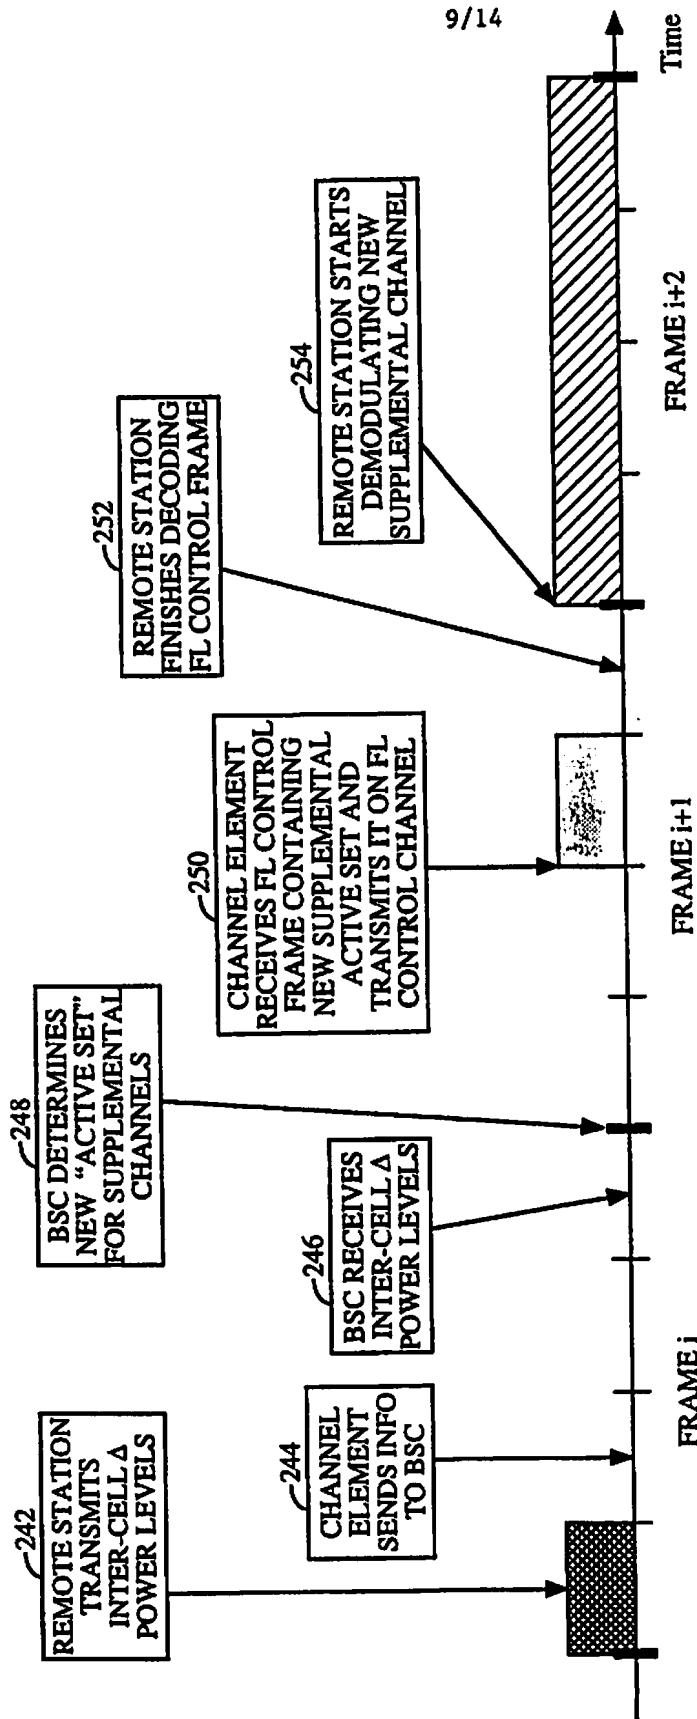 9/14
242
REMOTE STATION
TRANSMITS
INTER-CELL Δ
POWER LEVELS
244
CHANNEL
ELEMENT
SENDS INFO
TO BSC
246
BSC RECEIVES
INTER-CELL Δ
POWER LEVELS
248
BSC DETERMINES
NEW “ACTIVE SET”
FOR SUPPLEMENTAL
CHANNELS
250
CHANNEL ELEMENT
RECEIVES FL CONTROL
FRAME CONTAINING
NEW SUPPLEMENTAL
ACTIVE SET AND
TRANSMITS IT ON FL
CONTROL CHANNEL
252
REMOTE STATION
FINISHES DECODING
FL CONTROL FRAME
254
REMOTE STATION STARTS
DEMODULATING NEW
SUPPLEMENTAL CHANNEL
FRAME i
FRAME i+1
FRAME i+2
Time